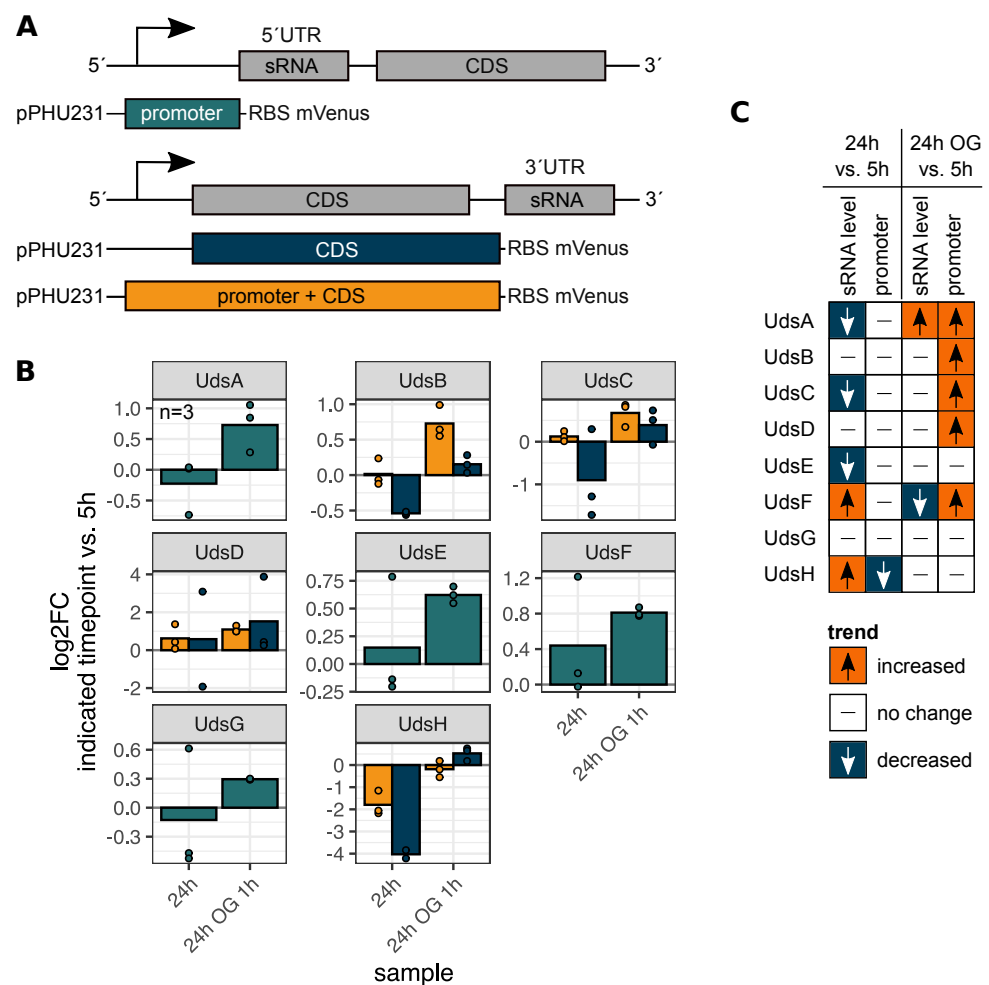 A
5´UTR
5´ sRNA CDS 3´
pPHU231 promoter RBS mVenus
3´UTR
5´ CDS sRNA 3´
pPHU231 CDS RBS mVenus
pPHU231 promoter + CDS RBS mVenus
B
log2FC
indicated timepoint vs. 5h
UdsA
n=3
1.0
0.5
0.0
-0.5
UdsB
1.0
0.5
0.0
-0.5
UdsC
0
-1
UdsD
4
2
0
-2
UdsE
0.75
0.50
0.25
0.00
-0.25
UdsF
1.2
0.8
0.4
0.0
24h
24h OG 1h
UdsG
0.6
0.3
0.0
-0.3
24h
24h OG 1h
UdsH
0
-1
-2
-3
-4
24h
24h OG 1h
sample
C
24h
vs. 5h
24h OG
vs. 5h
sRNA level
promoter
sRNA level
promoter
UdsA
UdsB
UdsC
UdsD
UdsE
UdsF
UdsG
UdsH
trend
increased
no change
decreased